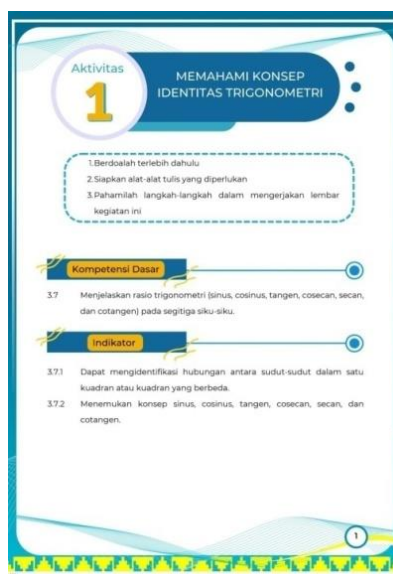 Aktivitas
1
MEMAHAMI KONSEP
IDENTITAS TRIGONOMETRI
1.Berdoalah terlebih dahulu
2.Siapkan alat-alat tulis yang diperlukan
3.Pahamilah langkah-langkah dalam mengerjakan lembar
kegiatan ini
Kompetensi Dasar
3.7 Menjelaskan rasio trigonometri (sinus, cosinus, tangen, cosecan, secan,
dan cotangen) pada segitiga siku-siku.
Indikator
3.7.1 Dapat mengidentifikasi hubungan antara sudut-sudut dalam satu
kuadran atau kuadran yang berbeda.
3.7.2 Menemukan konsep sinus, cosinus, tangen, cosecan, secan, dan
cotangen.
1